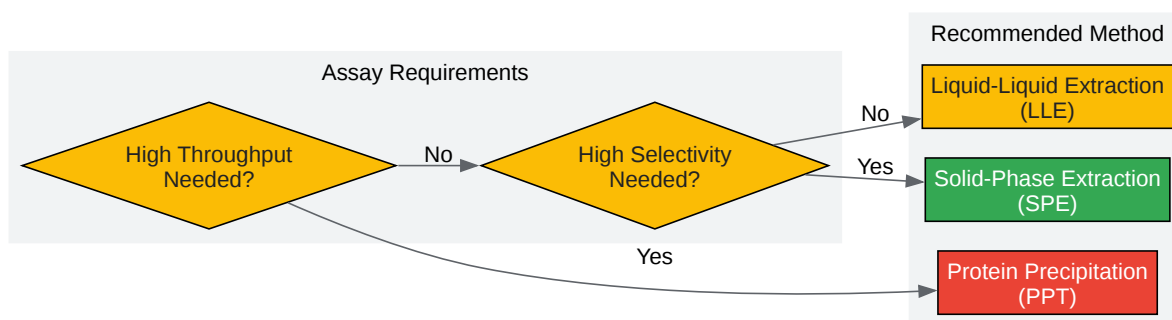 Recommended Method
Assay Requirements
High Throughput
Needed?
No
High Selectivity
Needed?
No
Yes
Liquid-Liquid Extraction
(LLE)
Solid-Phase Extraction
(SPE)
Yes
Protein Precipitation
(PPT)